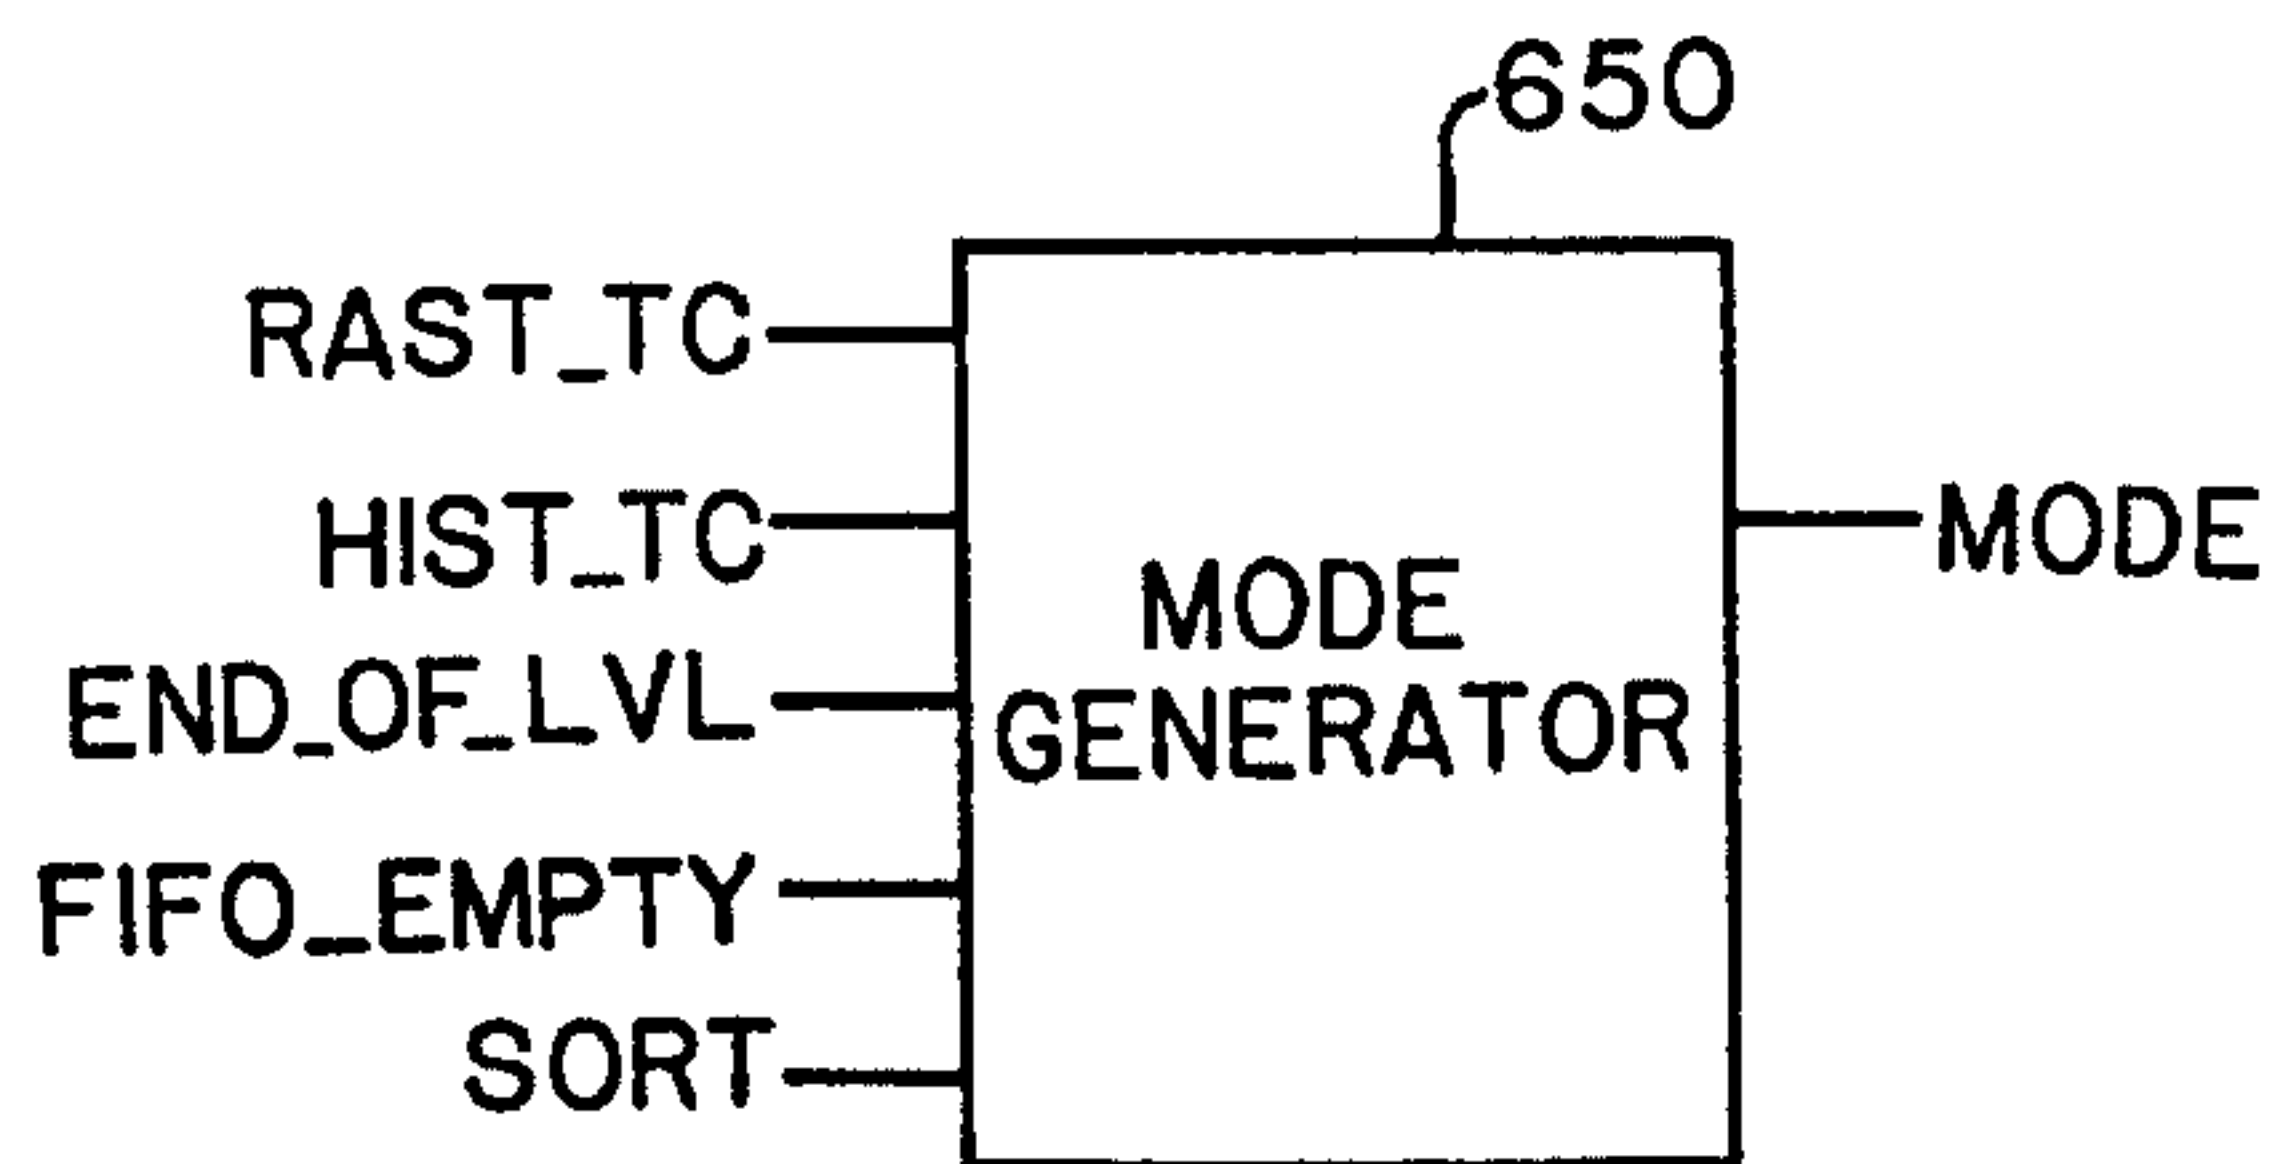 650
RAST_TC
HIST_TC
MODE
MODE
GENERATOR
END_OF_LVL
FIFO_EMPTY
SORT